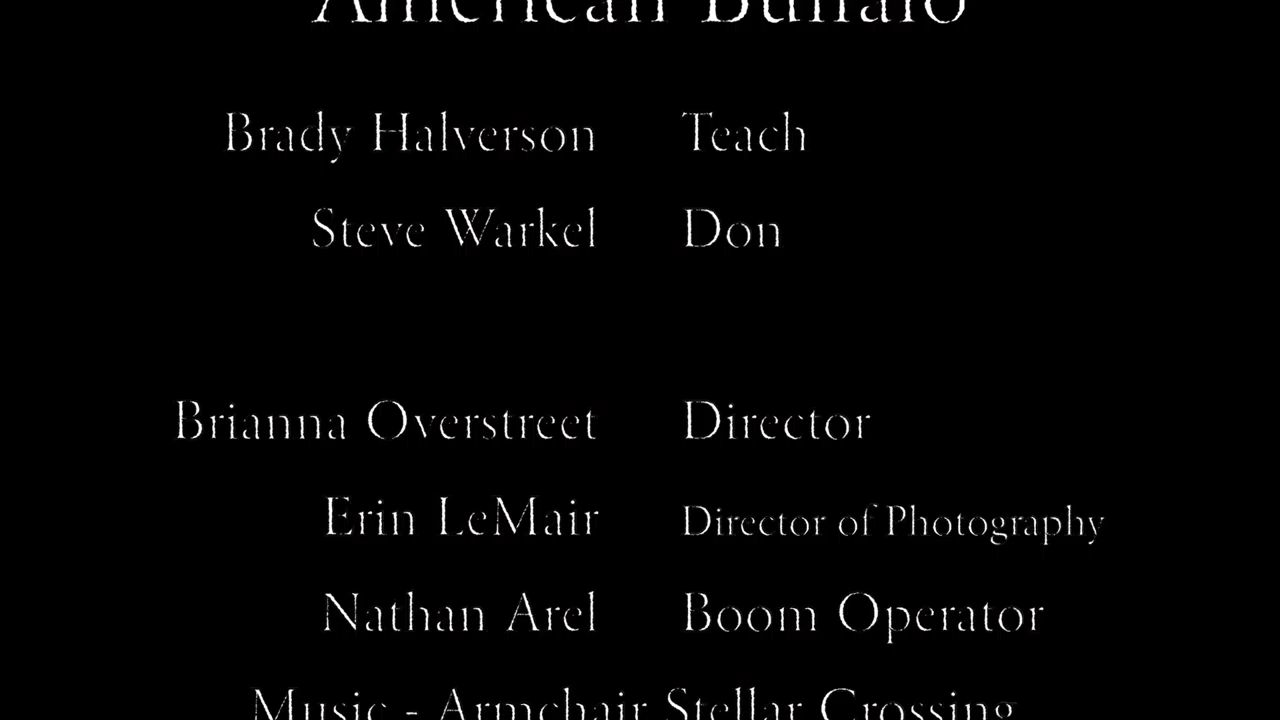 American Buffalo
Brady Halverson Teach
Steve Warkel Don
Brianna Overstreet Director
Erin LeMair Director of Photography
Nathan Arel Boom Operator
Music - Armchair Stellar Crossing